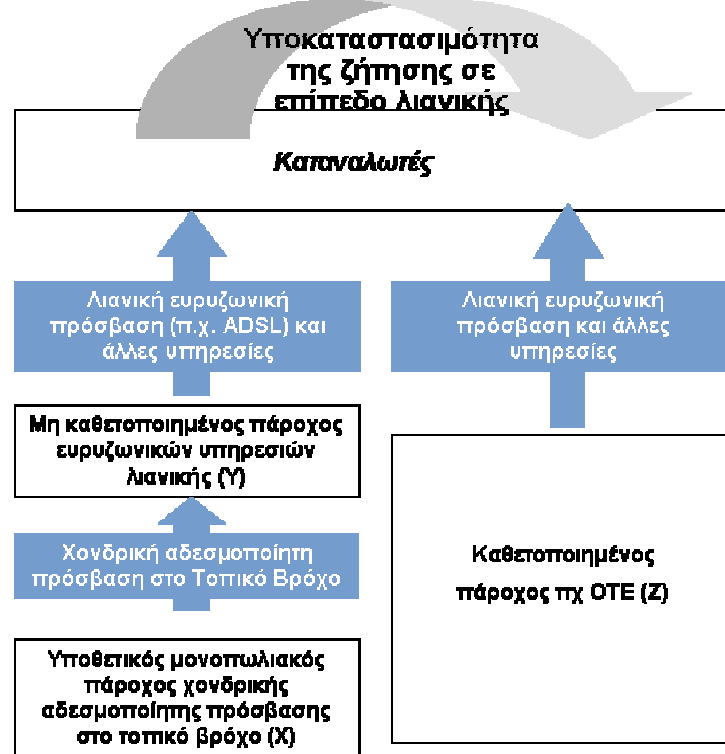 Υποκαταστασιμότητα
της ζήτησης σε
επίπεδο λιανικής
Καταναλωτές
Λιανική ευρυζωνική
πρόσβαση (π.χ. ADSL) και
άλλες υπηρεσίες
Λιανική ευρυζωνική
πρόσβαση και άλλες
υπηρεσίες
Μη καθετοποιημένος πάροχος
ευρυζωνικών υπηρεσιών
λιανικής (Υ)
Χονδρική αδεσμοποίητη
πρόσβαση στο Τοπικό Βρόχο
Καθετοποιημένος
πάροχος πχ ΟΤΕ (Ζ)
Υποθετικός μονοπωλιακός
πάροχος χονδρικής
αδεσμοποίητης πρόσβασης
στο τοπικό βρόχο (Χ)